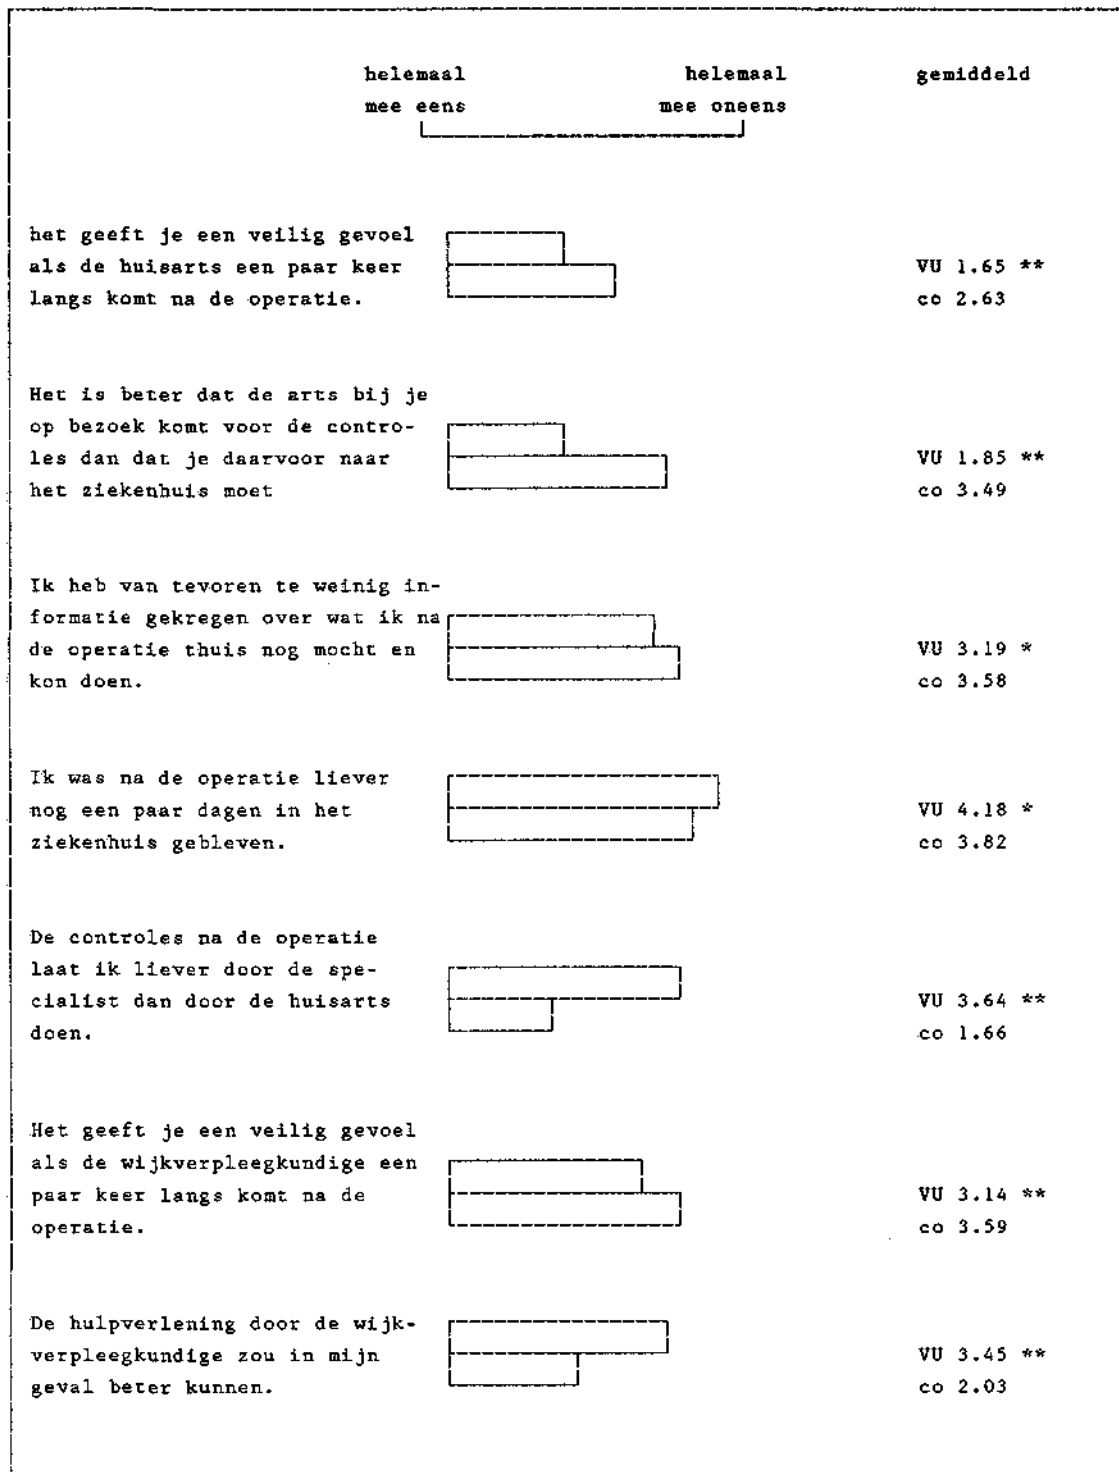 helemaal helemaal gemiddeld
mee eens mee oneens
het geeft je een veilig gevoel
als de huisarts een paar keer VU 1.65 **
langs komt na de operatie. co 2.63
Het is beter dat de arts bij je
op bezoek komt voor de contro-
les dan dat je daarvoor naar VU 1.85 **
het ziekenhuis moet co 3.49
Ik heb van tevoren te weinig in-
formatie gekregen over wat ik na
de operatie thuis nog mocht en VU 3.19 *
kon doen. co 3.58
Ik was na de operatie liever
nog een paar dagen in het VU 4.18 *
ziekenhuis gebleven. co 3.82
De controles na de operatie
laat ik liever door de spe-
cialist dan door de huisarts VU 3.64 **
doen. co 1.66
Het geeft je een veilig gevoel
als de wijkverpleegkundige een
paar keer langs komt na de VU 3.14 **
operatie. co 3.59
De hulpverlening door de wijk-
verpleegkundige zou in mijn VU 3.45 **
geval beter kunnen. co 2.03